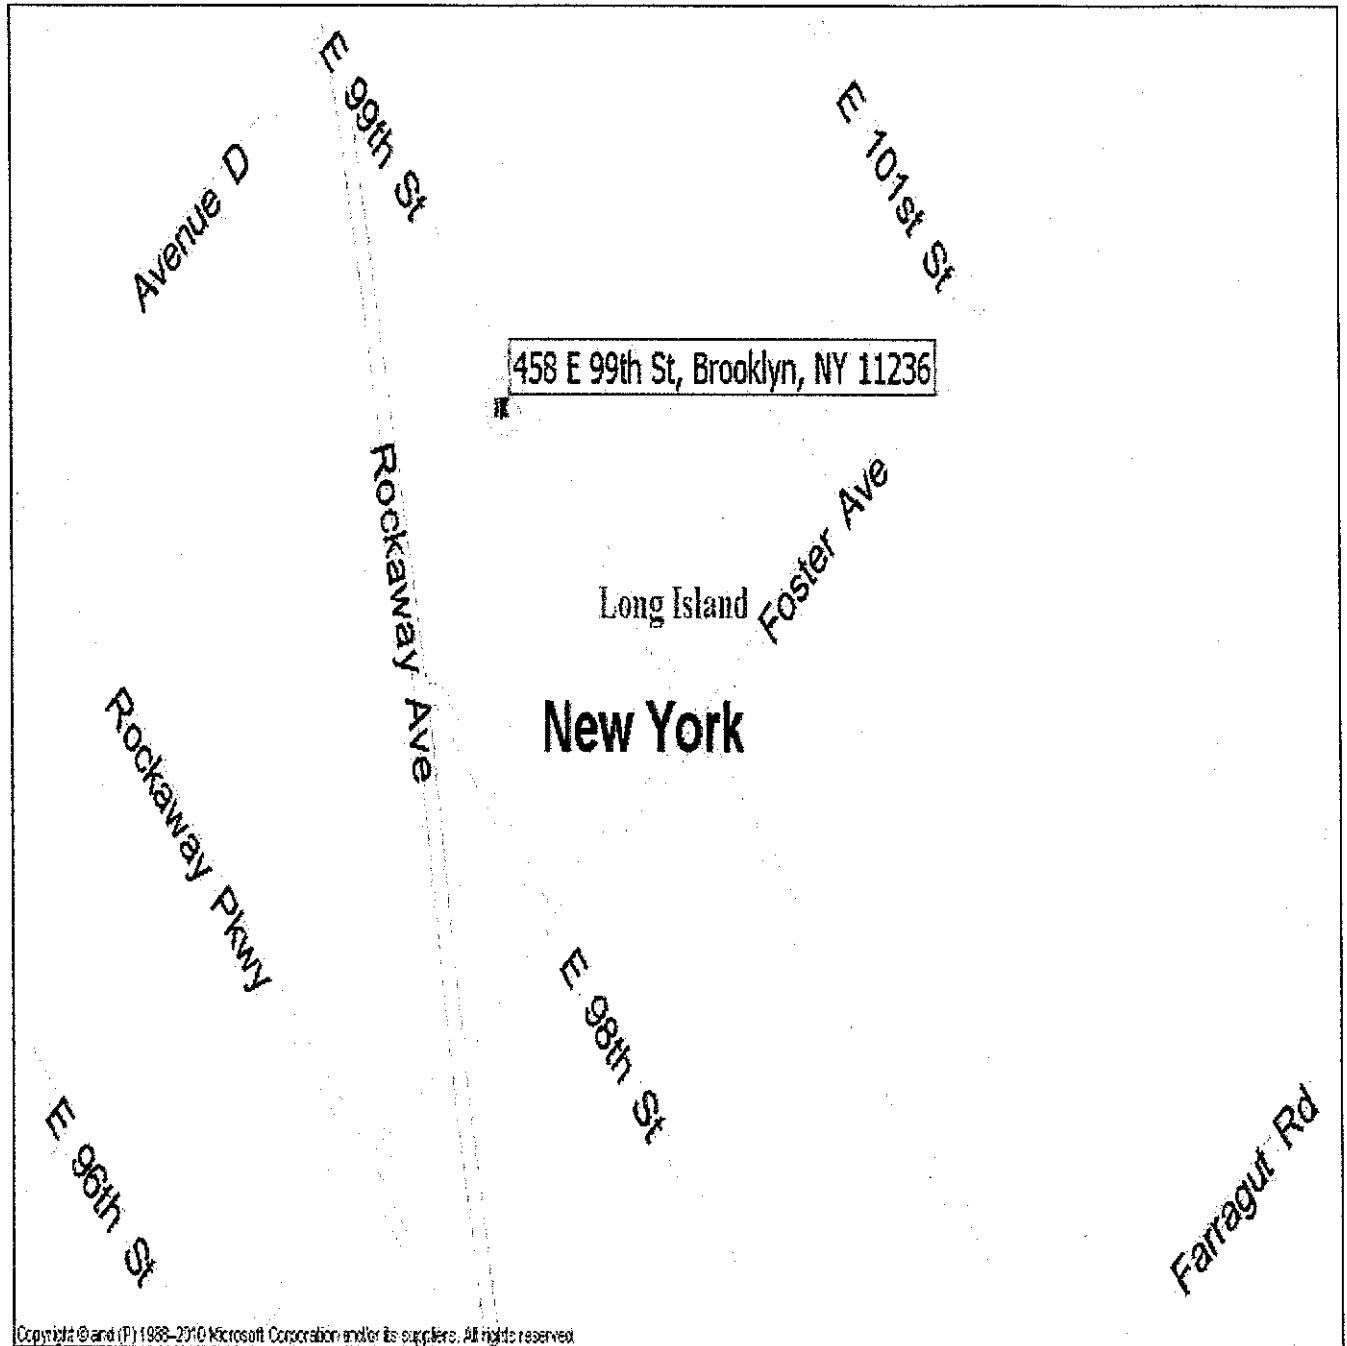 E 99th St
E 101st St
Avenue D
458 E 99th St, Brooklyn, NY 11236
Rockaway Ave
Foster Ave
Long Island
New York
Rockaway Pkwy
E 98th St
E 96th St
Farragut Rd
Copyright © and (P) 1988–2010 Microsoft Corporation and/or its suppliers. All rights reserved.